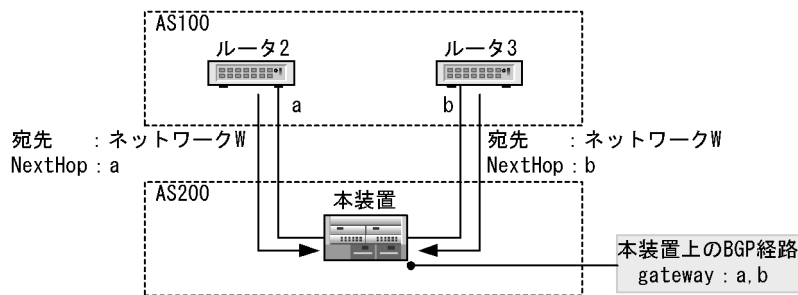 AS100
ルータ2
ルータ3
a
b
宛先　　：ネットワークW
NextHop：a
宛先　　：ネットワークW
NextHop：b
AS200
本装置
本装置上のBGP経路
gateway：a,b